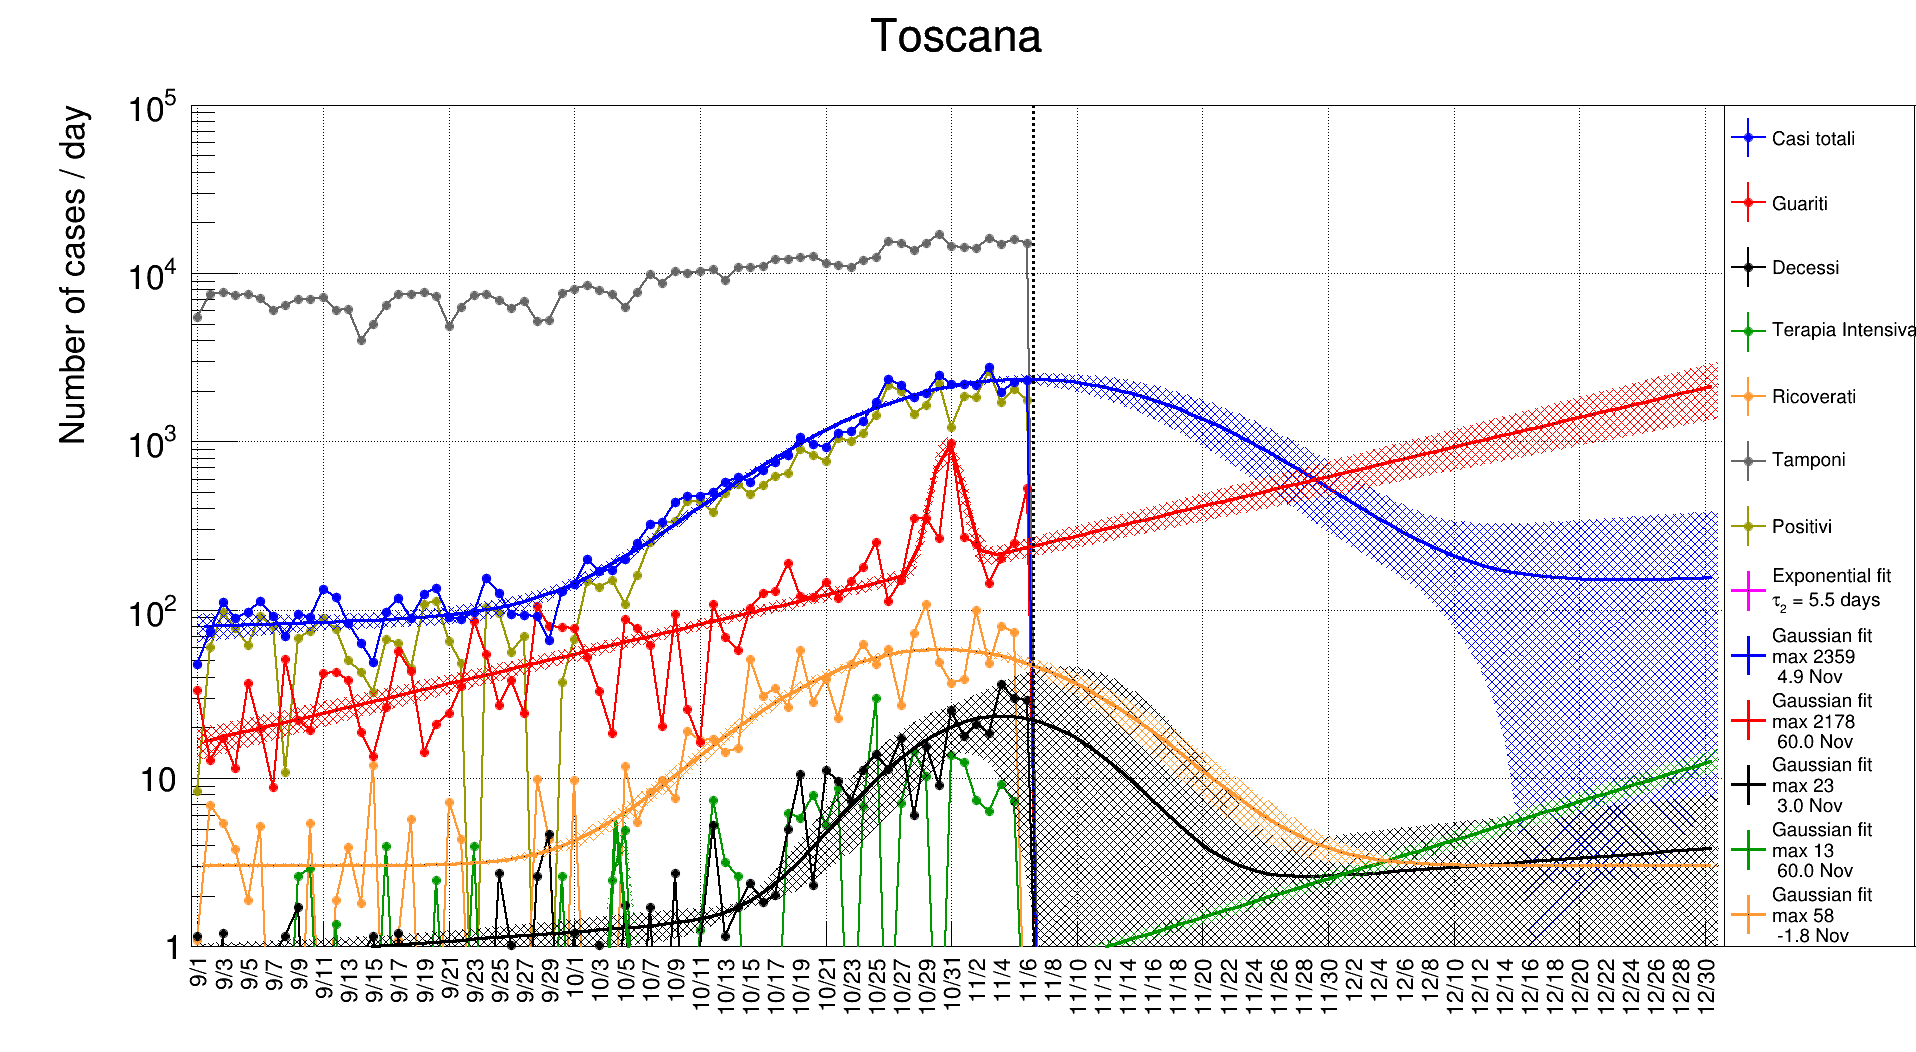 Toscana
Number of cases / day
10^5
10^4
10^3
10^2
10
1
9/1
9/3
9/5
9/7
9/9
9/11
9/13
9/15
9/17
9/19
9/21
9/23
9/25
9/27
9/29
10/1
10/3
10/5
10/7
10/9
10/11
10/13
10/15
10/17
10/19
10/21
10/23
10/25
10/27
10/29
10/31
11/2
11/4
11/6
11/8
11/10
11/12
11/14
11/16
11/18
11/20
11/22
11/24
11/26
11/28
11/30
12/2
12/4
12/6
12/8
12/10
12/12
12/14
12/16
12/18
12/20
12/22
12/24
12/26
12/28
12/30
Casi totali
Guariti
Decessi
Terapia Intensiva
Ricoverati
Tamponi
Positivi
Exponential fit
τ₂ = 5.5 days
Gaussian fit
max 2359
4.9 Nov
Gaussian fit
max 2178
60.0 Nov
Gaussian fit
max 23
3.0 Nov
Gaussian fit
max 13
60.0 Nov
Gaussian fit
max 58
-1.8 Nov